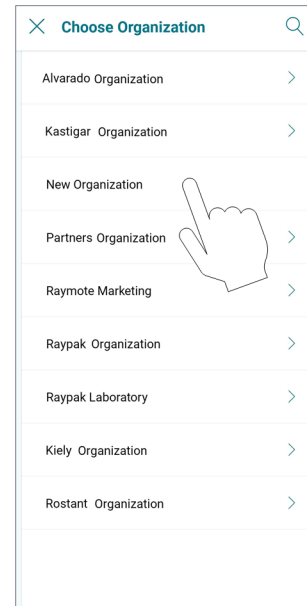 Choose Organization
Alvarado Organization
Kastigar Organization
New Organization
Partners Organization
Raymote Marketing
Raypak Organization
Raypak Laboratory
Kiely Organization
Rostant Organization